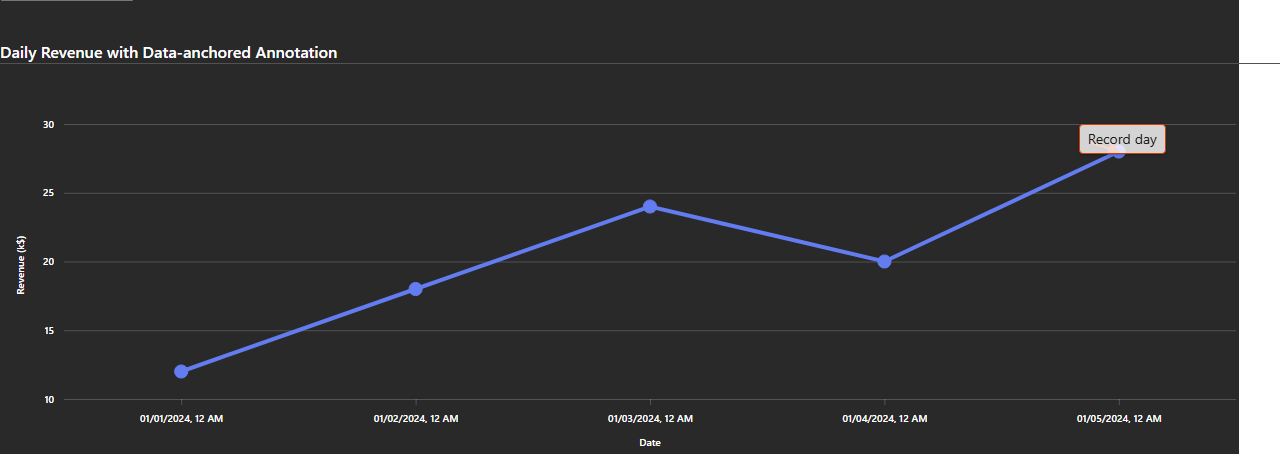 Daily Revenue with Data-anchored Annotation
30
Record day
25
20
15
10
Revenue (k$)
01/01/2024, 12 AM
01/02/2024, 12 AM
01/03/2024, 12 AM
01/04/2024, 12 AM
01/05/2024, 12 AM
Date